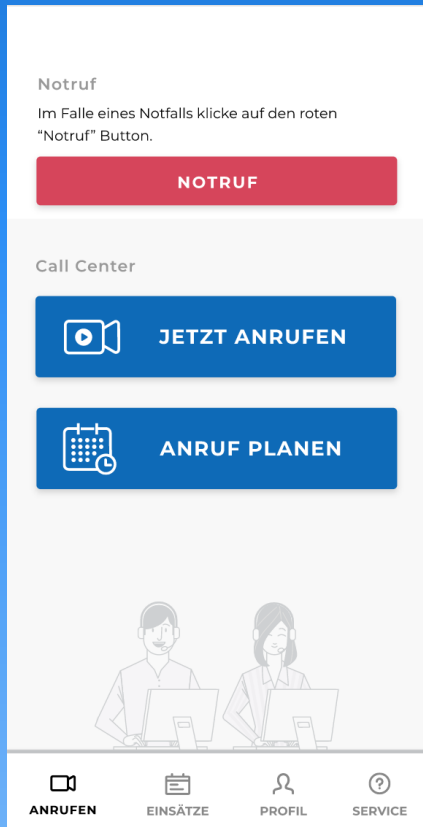 Notruf
Im Falle eines Notfalls klicke auf den roten
“Notruf” Button.
NOTRUF
Call Center
JETZT ANRUFEN
ANRUF PLANEN
ANRUFEN
EINSÄTZE
PROFIL
SERVICE